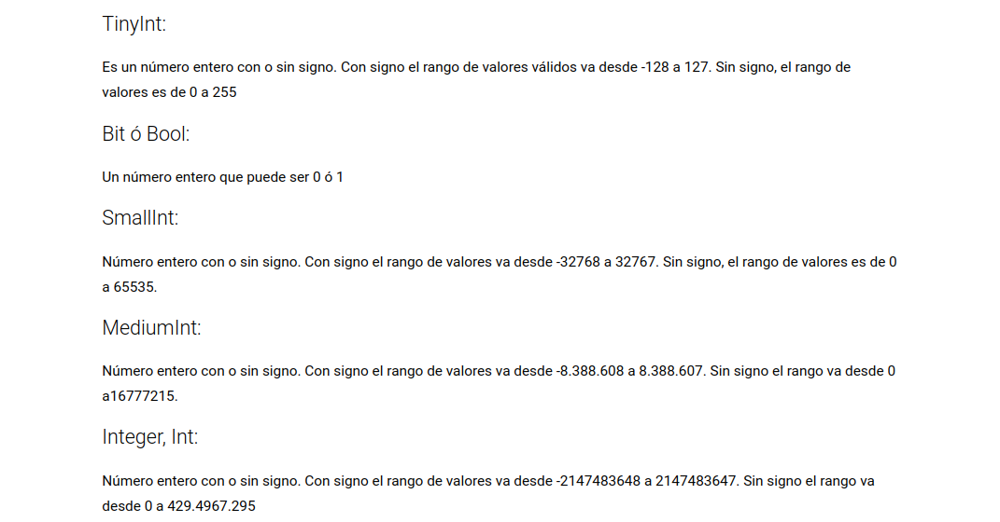 TinyInt:
Es un número entero con o sin signo. Con signo el rango de valores válidos va desde -128 a 127. Sin signo, el rango de
valores es de 0 a 255
Bit ó Bool:
Un número entero que puede ser 0 ó 1
SmallInt:
Número entero con o sin signo. Con signo el rango de valores va desde -32768 a 32767. Sin signo, el rango de valores es de 0
a 65535.
MediumInt:
Número entero con o sin signo. Con signo el rango de valores va desde -8.388.608 a 8.388.607. Sin signo el rango va desde 0
a16777215.
Integer, Int:
Número entero con o sin signo. Con signo el rango de valores va desde -2147483648 a 2147483647. Sin signo el rango va
desde 0 a 429.4967.295